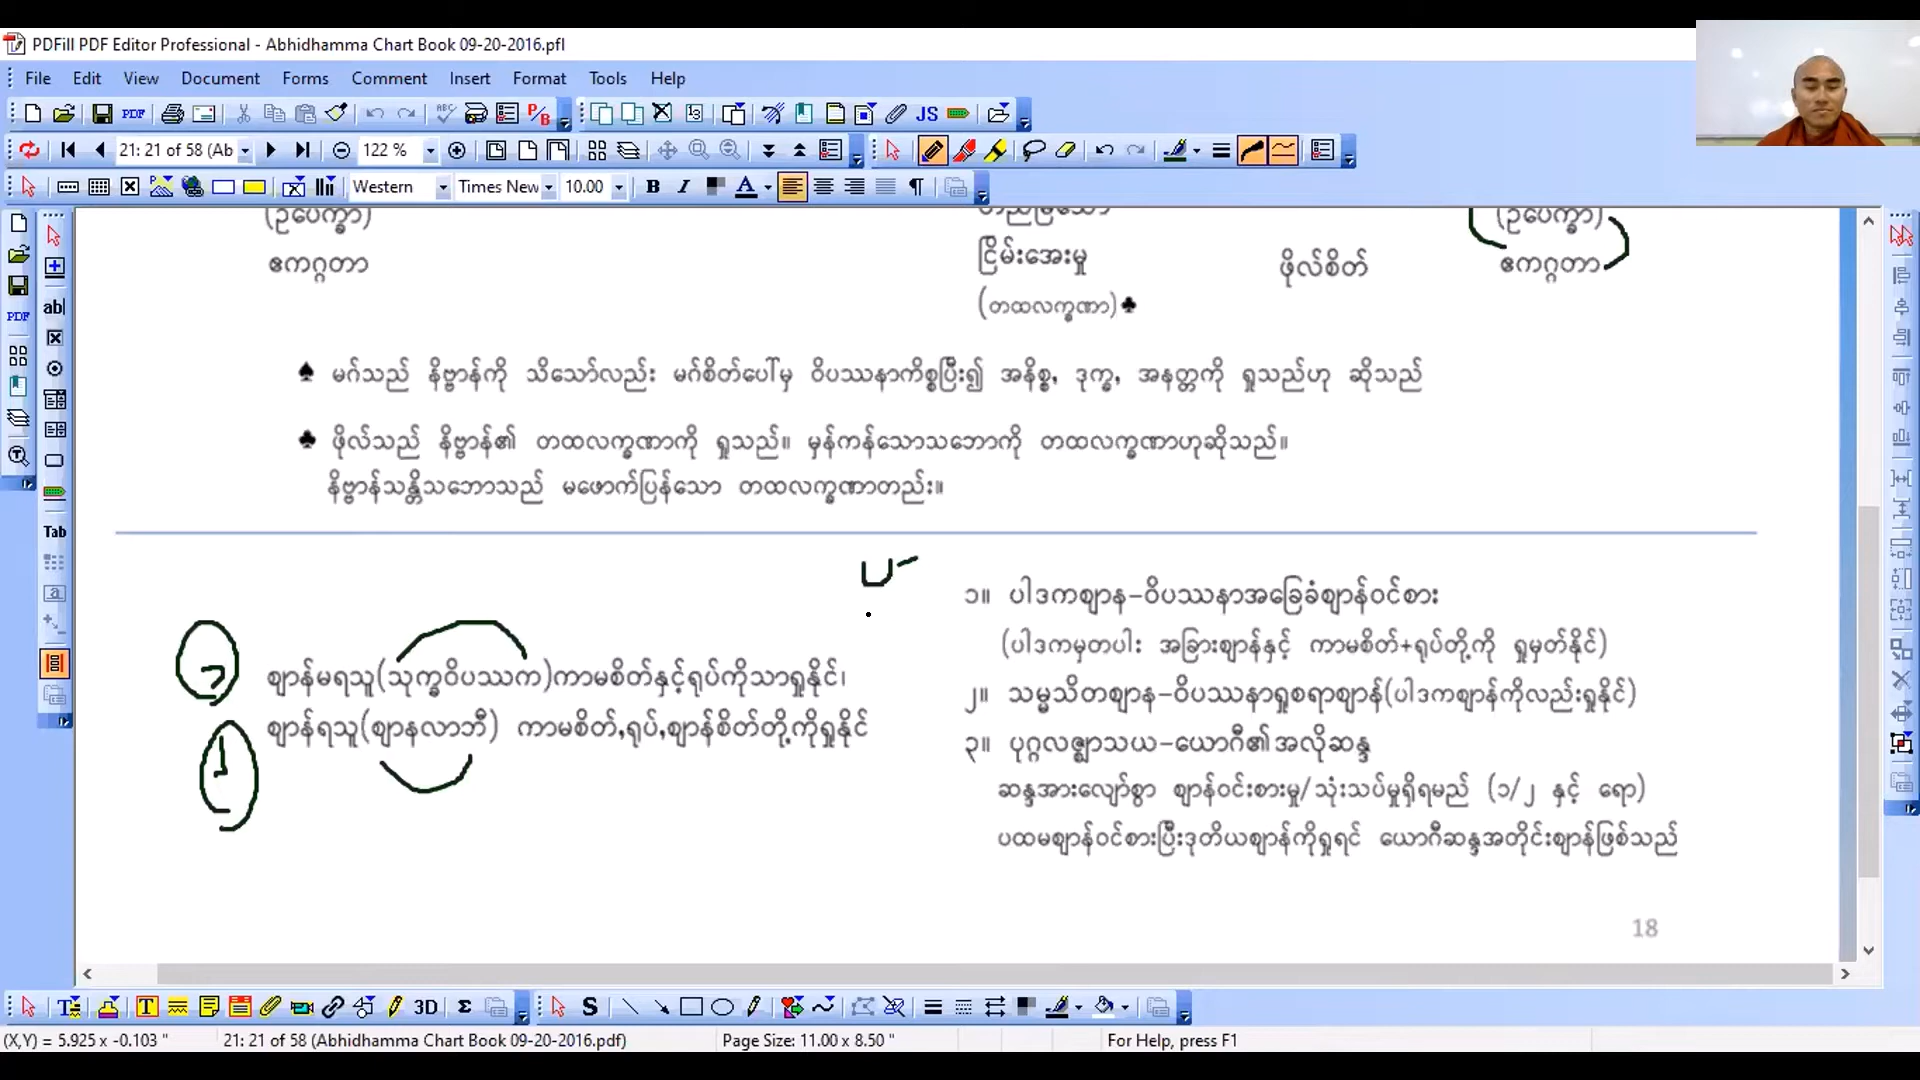 PDFill PDF Editor Professional - Abhidhamma Chart Book 09-20-2016.pfl
File Edit View Document Forms Comment Insert Format Tools Help
PDF ABC 13 JS
21: 21 of 58 (Ab 122 %
Western Times New 10.00 B I A
(ဥပေက္ခာ)
(ဥပေက္ခာ)
ဧကဂ္ဂတာ
ငြိမ်းအေးမှု ဖိုလ်စိတ် ဧကဂ္ဂတာ
(တထလက္ခဏာ)♣
♠ မဂ်သည် နိဗ္ဗာန်ကို သိသော်လည်း မဂ်စိတ်ပေါ်မှ ဝိပဿနာကိစ္စပြီး၍ အနိစ္စ, ဒုက္ခ, အနတ္တကို ရှုသည်ဟု ဆိုသည်
♣ ဖိုလ်သည် နိဗ္ဗာန်၏ တထလက္ခဏာကို ရှုသည်။ မှန်ကန်သောသဘောကို တထလက္ခဏာဟုဆိုသည်။
နိဗ္ဗာန်သန္တိသဘောသည် မဖောက်ပြန်သော တထလက္ခဏာတည်း။
ဈာန်မရသူ(သုက္ခဝိပဿက)ကာမစိတ်နှင့်ရုပ်ကိုသာရှုနိုင်၊
ဈာန်ရသူ(ဈာနလာဘီ) ကာမစိတ်,ရုပ်,ဈာန်စိတ်တို့ကိုရှုနိုင်
၁။ ပါဒကဈာန-ဝိပဿနာအခြေခံဈာန်ဝင်စား
(ပါဒကမှတပါး အခြားဈာန်နှင့် ကာမစိတ်+ရုပ်တို့ကို ရှုမှတ်နိုင်)
၂။ သမ္မသိတဈာန-ဝိပဿနာရှုစရာဈာန်(ပါဒကဈာန်ကိုလည်းရှုနိုင်)
၃။ ပုဂ္ဂလဇ္ဈာသယ-ယောဂီ၏အလိုဆန္ဒ
ဆန္ဒအားလျော်စွာ ဈာန်ဝင်းစားမှု/သုံးသပ်မှုရှိရမည် (၁/၂ နှင့် ရော)
ပထမဈာန်ဝင်စားပြီးဒုတိယဈာန်ကိုရှုရင် ယောဂီဆန္ဒအတိုင်းဈာန်ဖြစ်သည်
18
PDF
ab|
Tab
T S 3D Σ
(X,Y) = 5.925 x -0.103 " 21: 21 of 58 (Abhidhamma Chart Book 09-20-2016.pdf) Page Size: 11.00 x 8.50 " For Help, press F1